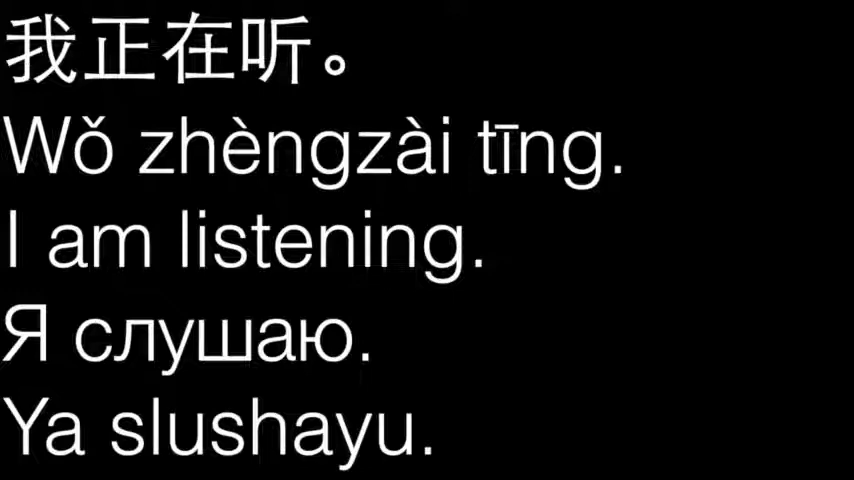 我正在听。
Wǒ zhèngzài tīng.
I am listening.
Я слушаю.
Ya slushayu.